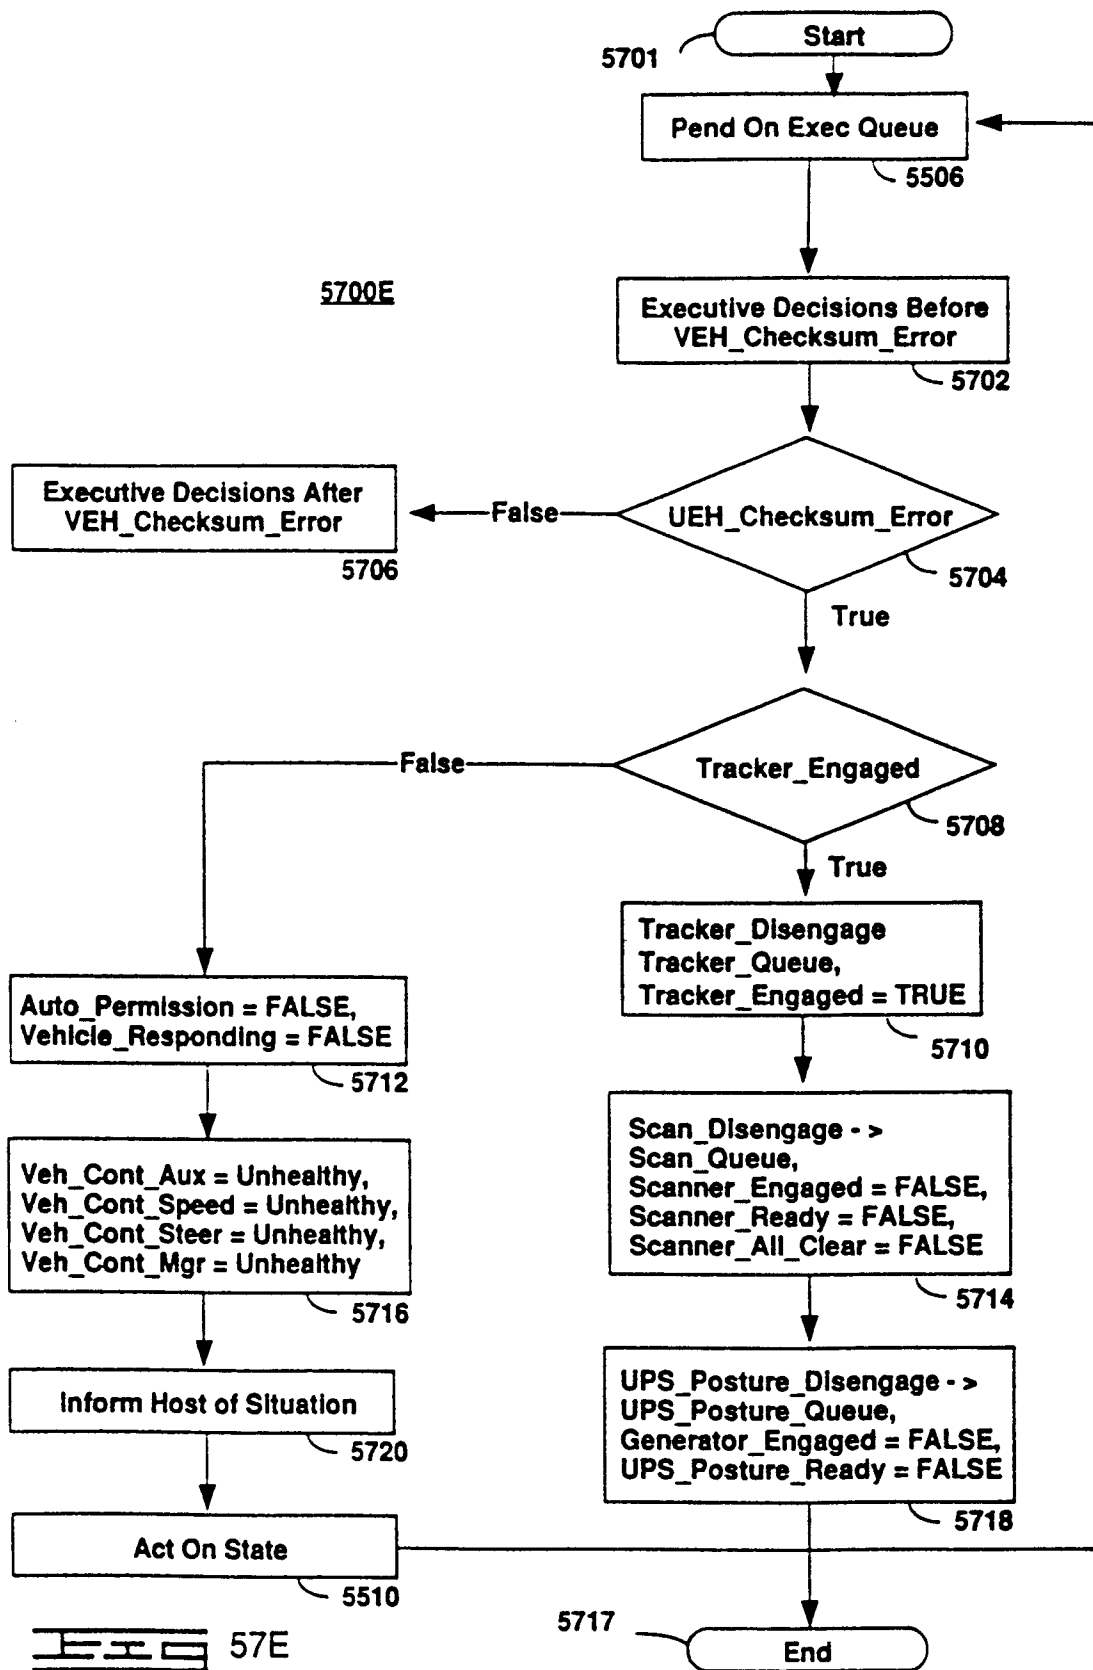 Start
5701
Pend On Exec Queue
5506
5700E
Executive Decisions Before
VEH_Checksum_Error
5702
Executive Decisions After
VEH_Checksum_Error
5706
False
UEH_Checksum_Error
5704
True
False
Tracker_Engaged
5708
True
Tracker_Disengage
Tracker_Queue,
Tracker_Engaged = TRUE
5710
Auto_Permission = FALSE,
Vehicle_Responding = FALSE
5712
Scan_Disengage - >
Scan_Queue,
Scanner_Engaged = FALSE,
Scanner_Ready = FALSE,
Scanner_All_Clear = FALSE
5714
Veh_Cont_Aux = Unhealthy,
Veh_Cont_Speed = Unhealthy,
Veh_Cont_Steer = Unhealthy,
Veh_Cont_Mgr = Unhealthy
5716
UPS_Posture_Disengage - >
UPS_Posture_Queue,
Generator_Engaged = FALSE,
UPS_Posture_Ready = FALSE
5718
Inform Host of Situation
5720
Act On State
5510
5717
End
FIG 57E